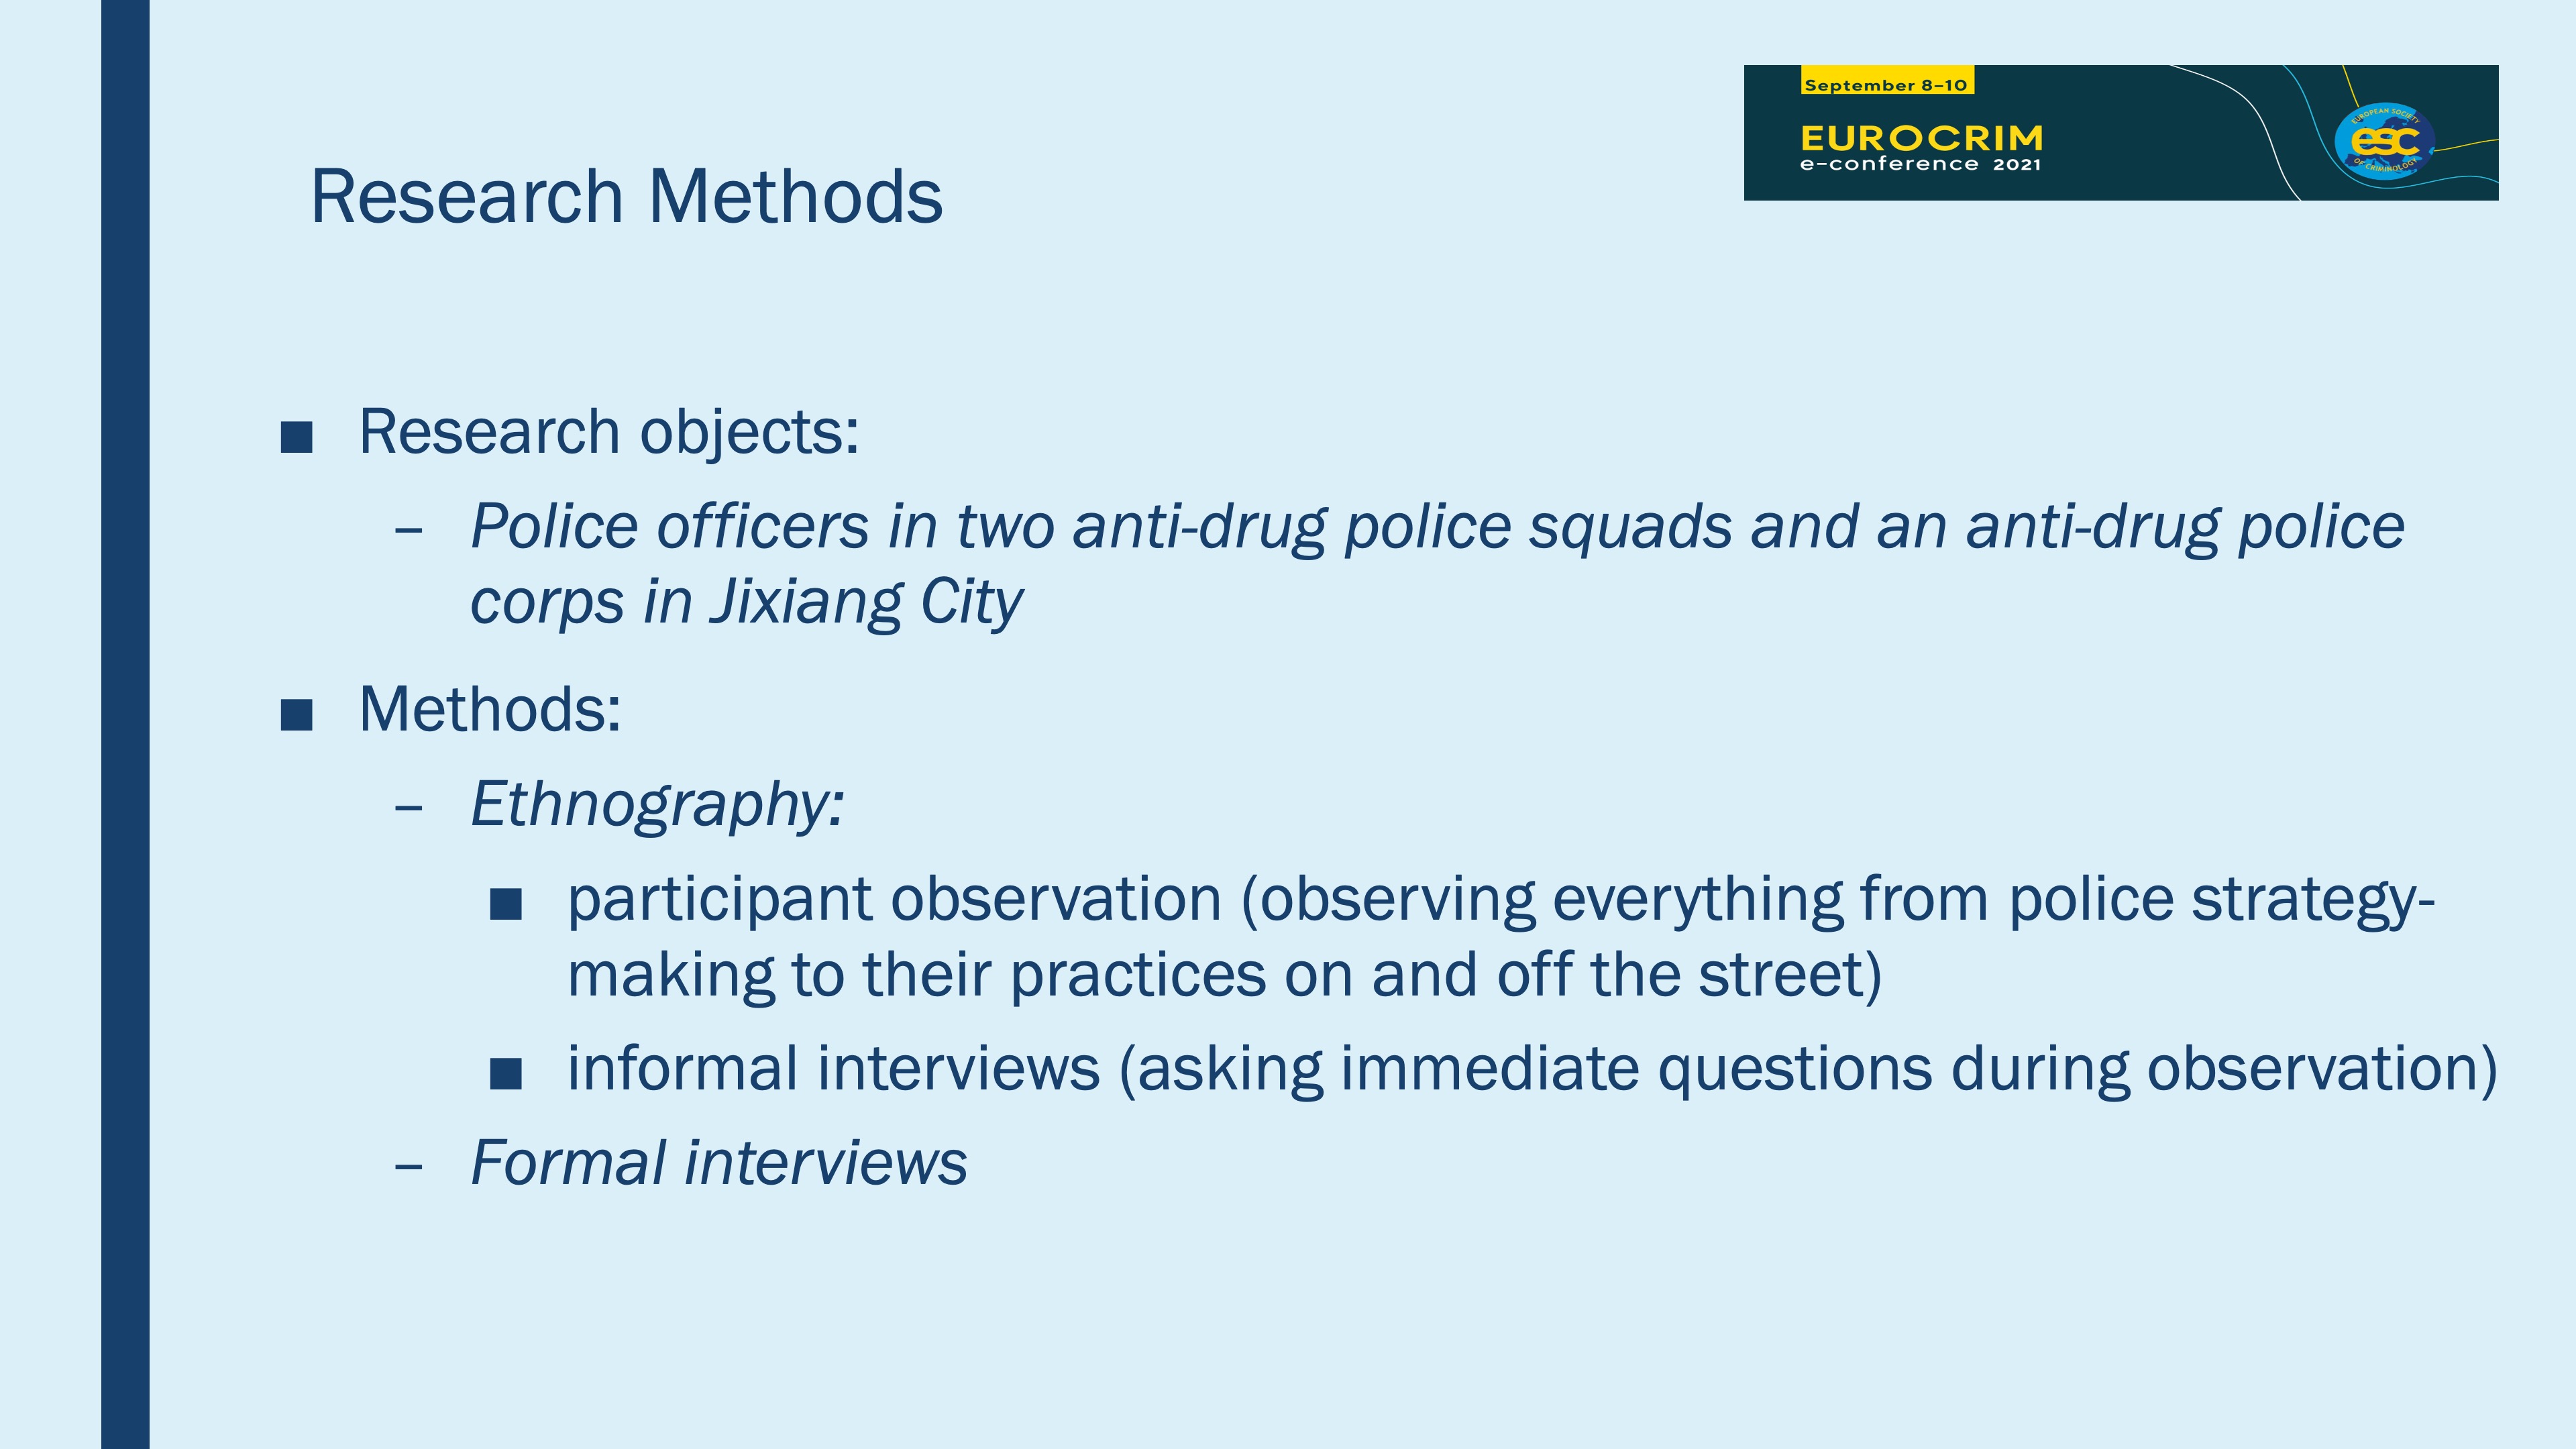 September 8–10
EUROCRIM
e-conference 2021
EUROPEAN SOCIETY
esc
OF CRIMINOLOGY
Research Methods
■ Research objects:
– Police officers in two anti-drug police squads and an anti-drug police
corps in Jixiang City
■ Methods:
– Ethnography:
■ participant observation (observing everything from police strategy-
making to their practices on and off the street)
■ informal interviews (asking immediate questions during observation)
– Formal interviews